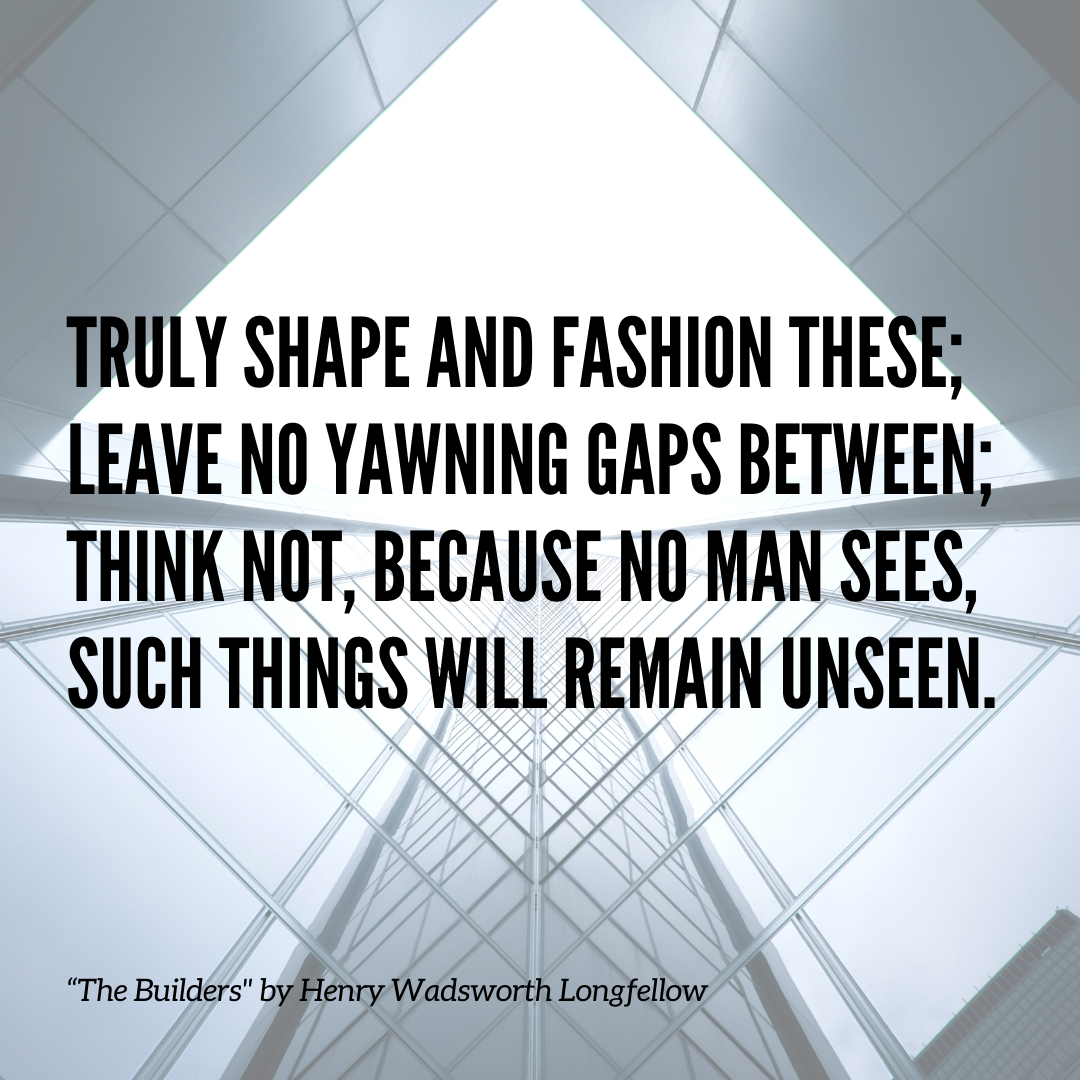 TRULY SHAPE AND FASHION THESE;
LEAVE NO YAWNING GAPS BETWEEN;
THINK NOT, BECAUSE NO MAN SEES,
SUCH THINGS WILL REMAIN UNSEEN.
“The Builders" by Henry Wadsworth Longfellow